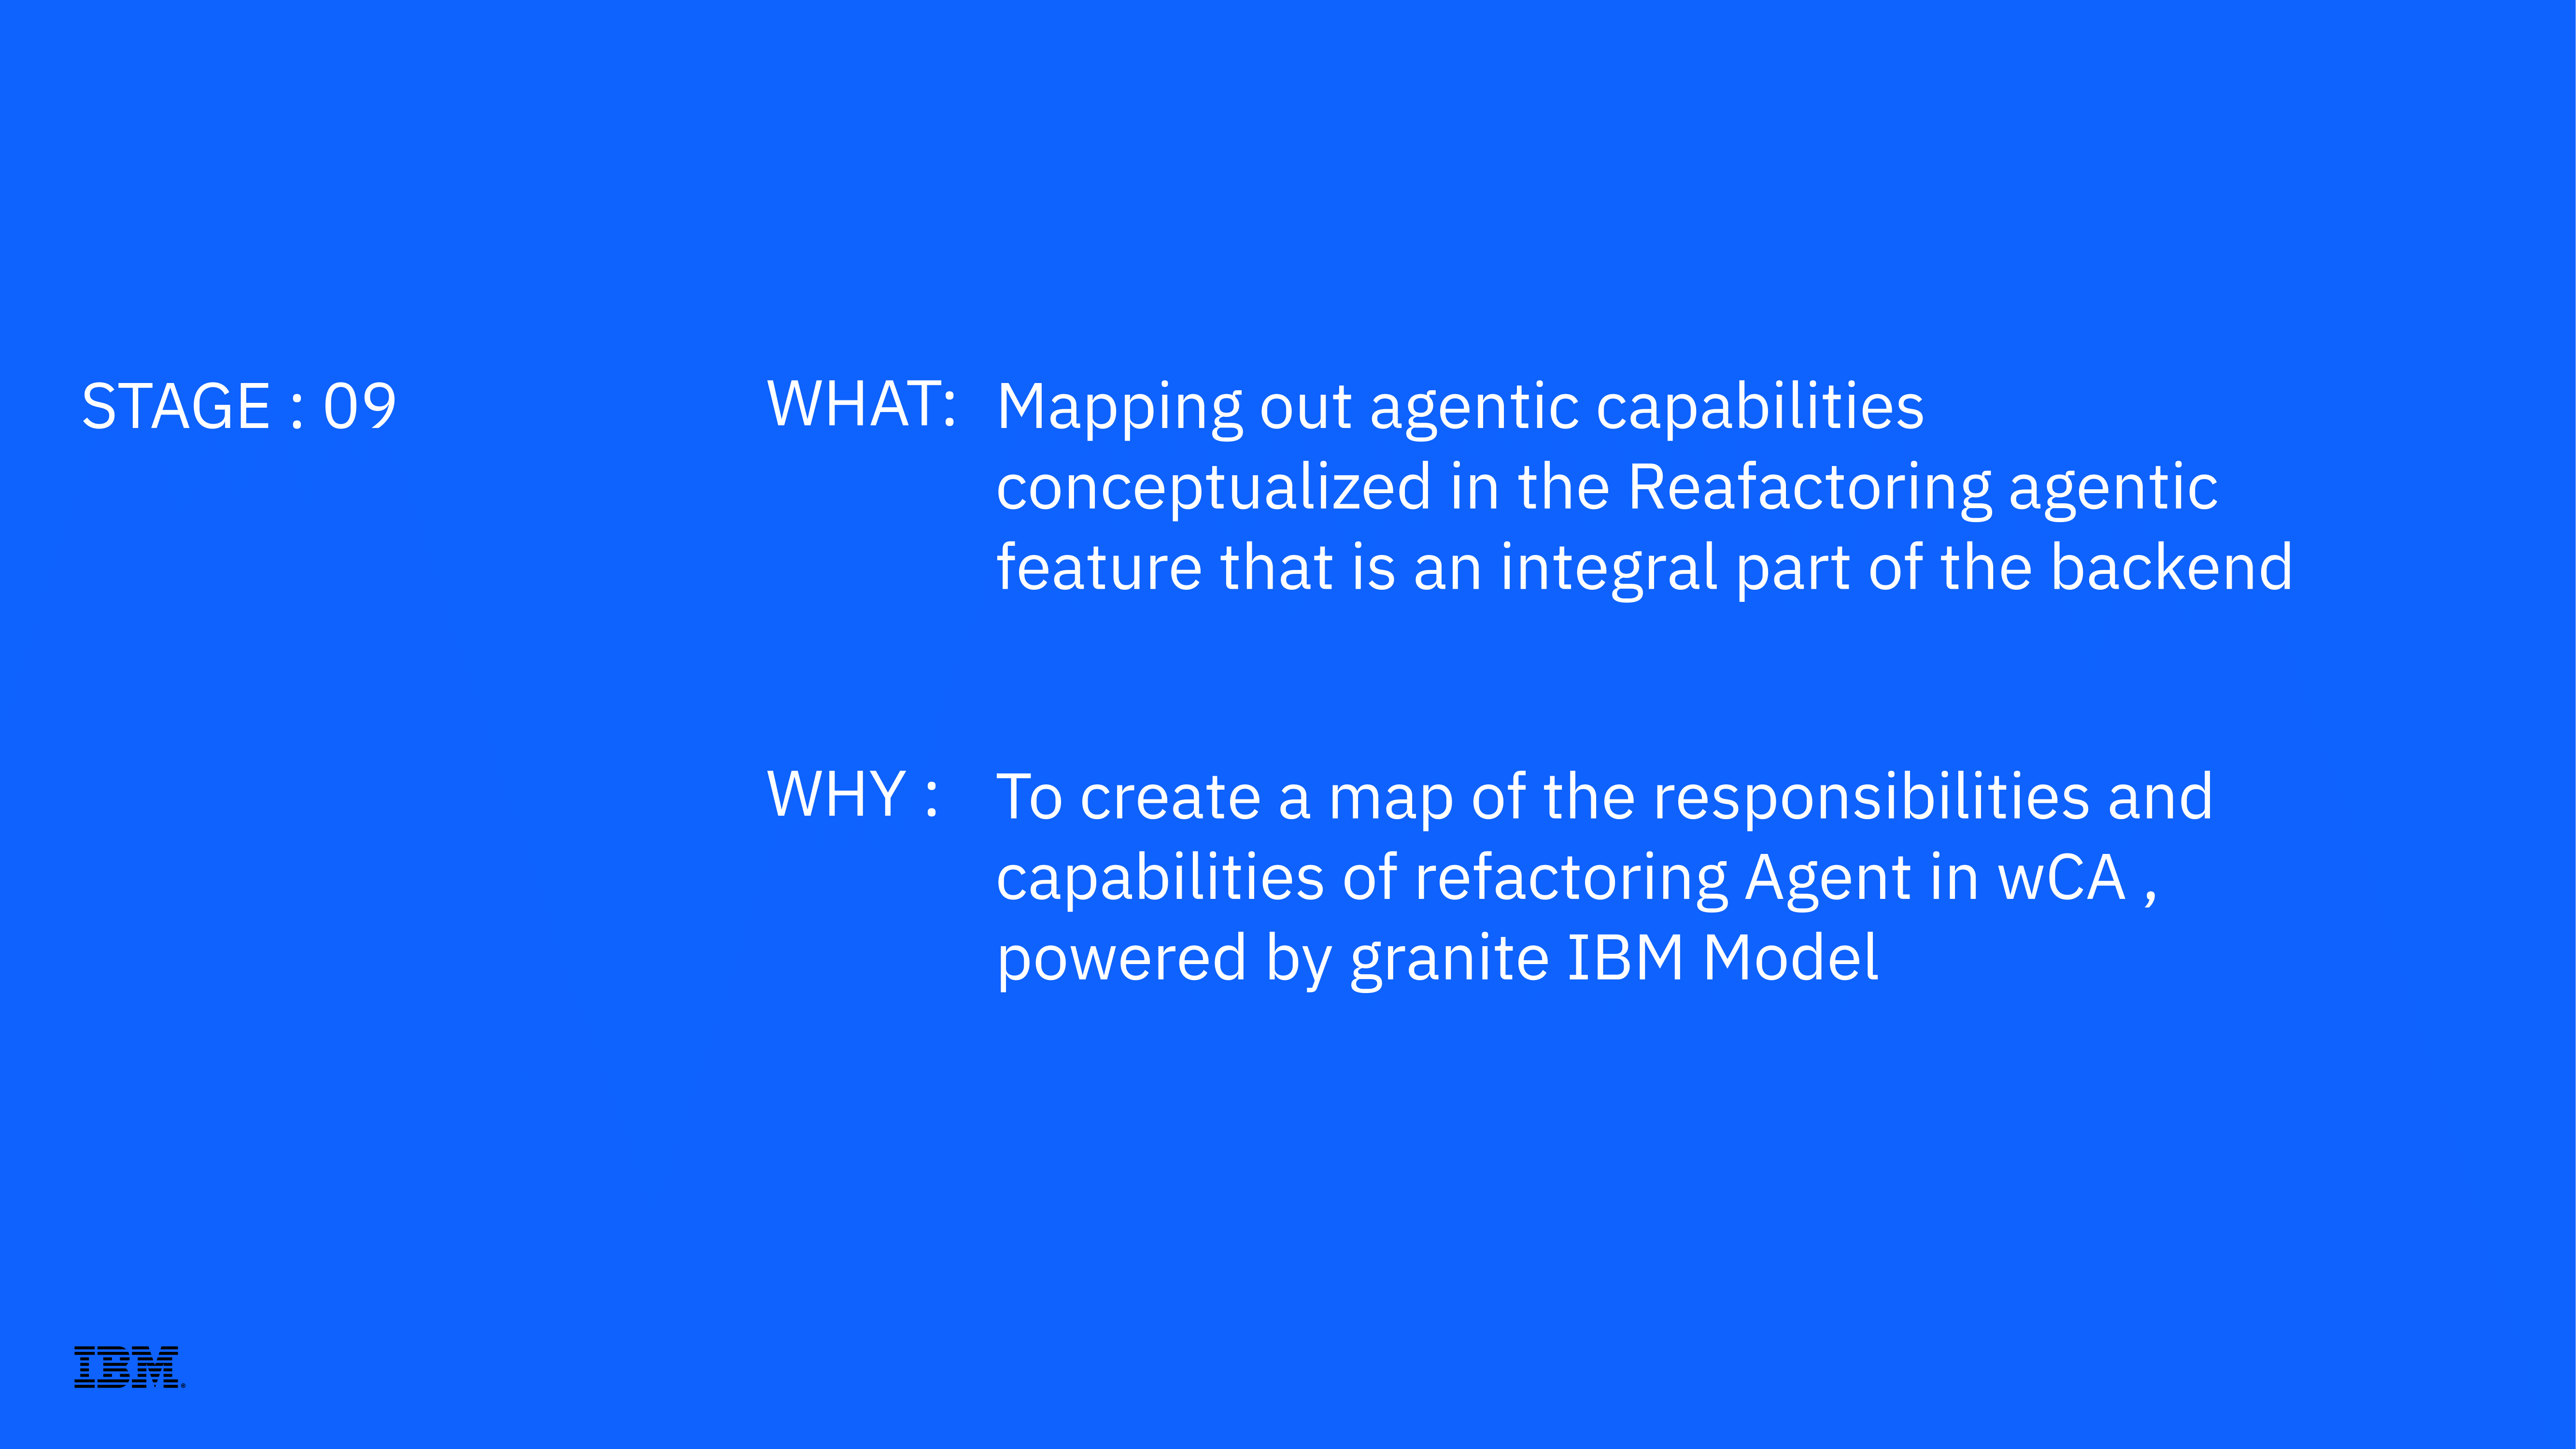 STAGE : 09
WHAT:
Mapping out agentic capabilities
conceptualized in the Reafactoring agentic
feature that is an integral part of the backend
WHY :
To create a map of the responsibilities and
capabilities of refactoring Agent in wCA ,
powered by granite IBM Model
IBM®